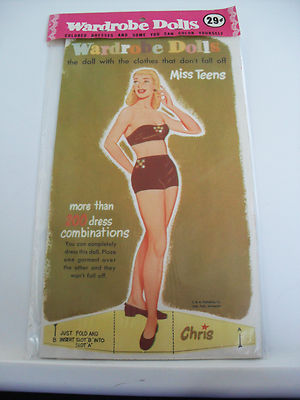 Wardrobe Dolls
29¢
COLORED DRESSES AND SOME YOU CAN COLOR YOURSELF
Wardrobe Dolls
the doll with the clothes that don't fall off
Miss Teens
more than
dress
combinations
You can completely
dress this doll. Place
one garment over
the other and they
won't fall off.
JUST FOLD AND
B INSERT SLOT "B" INTO
SLOT "A"
Chris
A